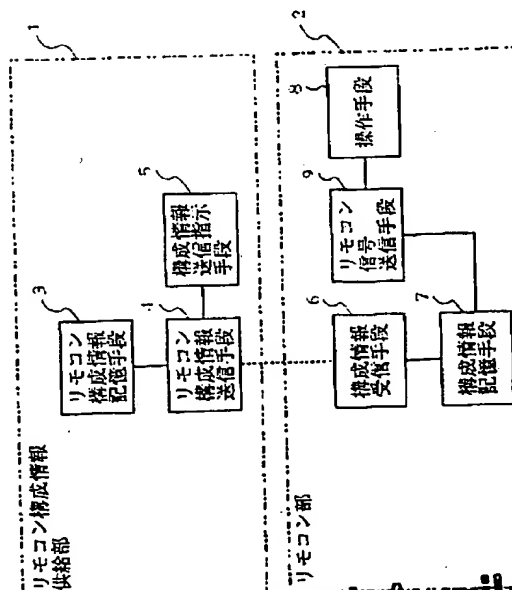 リモコン構成情報
供給部
1
3
リモコン
構成情報
記憶手段
4
リモコン
構成情報
送信手段
5
構成情報
送信指示
手段
リモコン部
2
6
構成情報
受信手段
7
構成情報
記憶手段
9
リモコン
信号
送信手段
8
操作手段